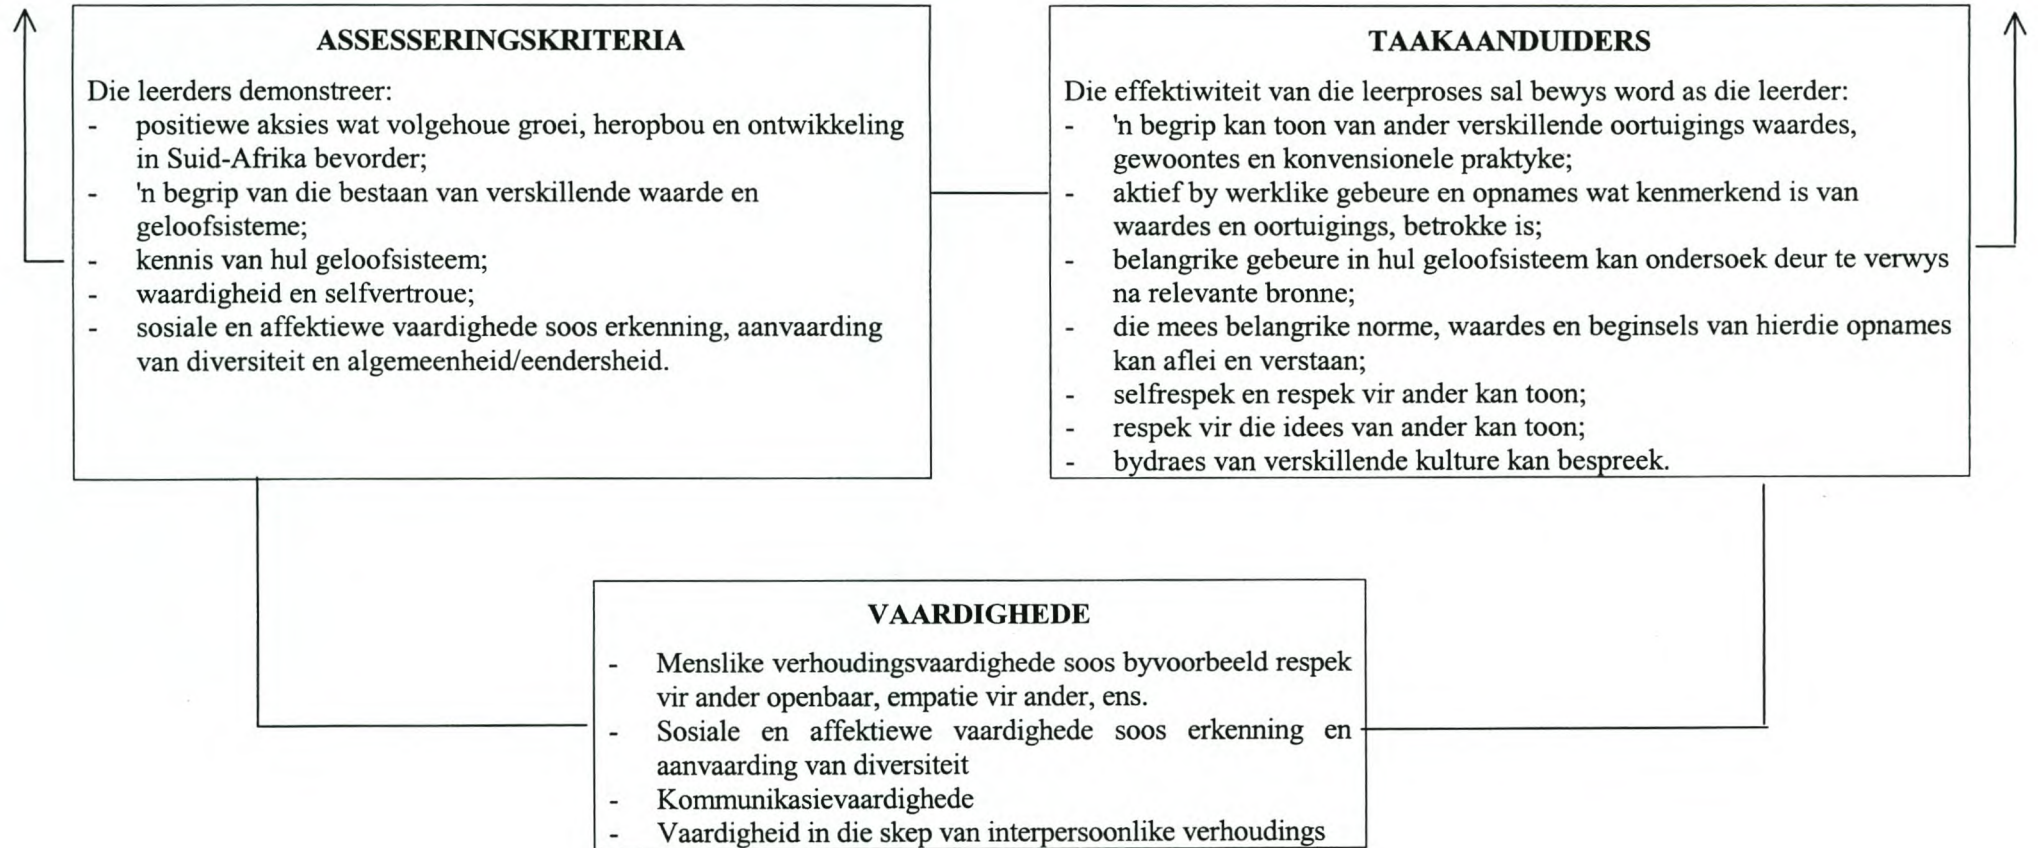 ASSESSERINGSKRITERIA
Die leerders demonstreer:
- positiewe aksies wat volgehoue groei, heropbou en ontwikkeling
in Suid-Afrika bevorder;
- 'n begrip van die bestaan van verskillende waarde en
geloofsisteme;
- kennis van hul geloofsisteem;
- waardigheid en selfvertroue;
- sosiale en affektiewe vaardighede soos erkenning, aanvaarding
van diversiteit en algemeenheid/eendersheid.
TAAKAANDUIDERS
Die effektiwiteit van die leerproses sal bewys word as die leerder:
- 'n begrip kan toon van ander verskillende oortuigings waardes,
gewoontes en konvensionele praktyke;
- aktief by werklike gebeure en opnames wat kenmerkend is van
waardes en oortuigings, betrokke is;
- belangrike gebeure in hul geloofsisteem kan ondersoek deur te verwys
na relevante bronne;
- die mees belangrike norme, waardes en beginsels van hierdie opnames
kan aflei en verstaan;
- selfrespek en respek vir ander kan toon;
- respek vir die idees van ander kan toon;
- bydraes van verskillende kulture kan bespreek.
VAARDIGHEDE
- Menslike verhoudingsvaardighede soos byvoorbeeld respek
vir ander openbaar, empatie vir ander, ens.
- Sosiale en affektiewe vaardighede soos erkenning en
aanvaarding van diversiteit
- Kommunikasievaardighede
- Vaardigheid in die skep van interpersoonlike verhoudings